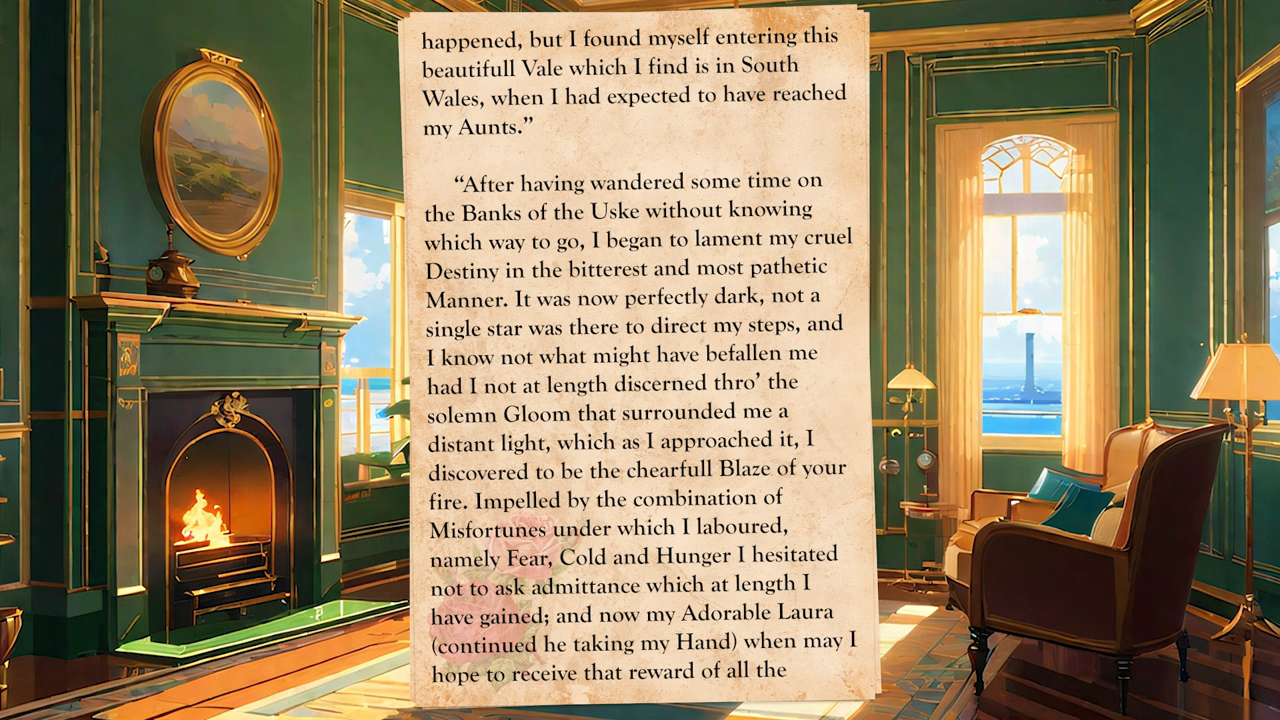 happened, but I found myself entering this
beautifull Vale which I find is in South
Wales, when I had expected to have reached
my Aunts.”
“After having wandered some time on
the Banks of the Uske without knowing
which way to go, I began to lament my cruel
Destiny in the bitterest and most pathetic
Manner. It was now perfectly dark, not a
single star was there to direct my steps, and
I know not what might have befallen me
had I not at length discerned thro’ the
solemn Gloom that surrounded me a
distant light, which as I approached it, I
discovered to be the chearfull Blaze of your
fire. Impelled by the combination of
Misfortunes under which I laboured,
namely Fear, Cold and Hunger I hesitated
not to ask admittance which at length I
have gained; and now my Adorable Laura
(continued he taking my Hand) when may I
hope to receive that reward of all the